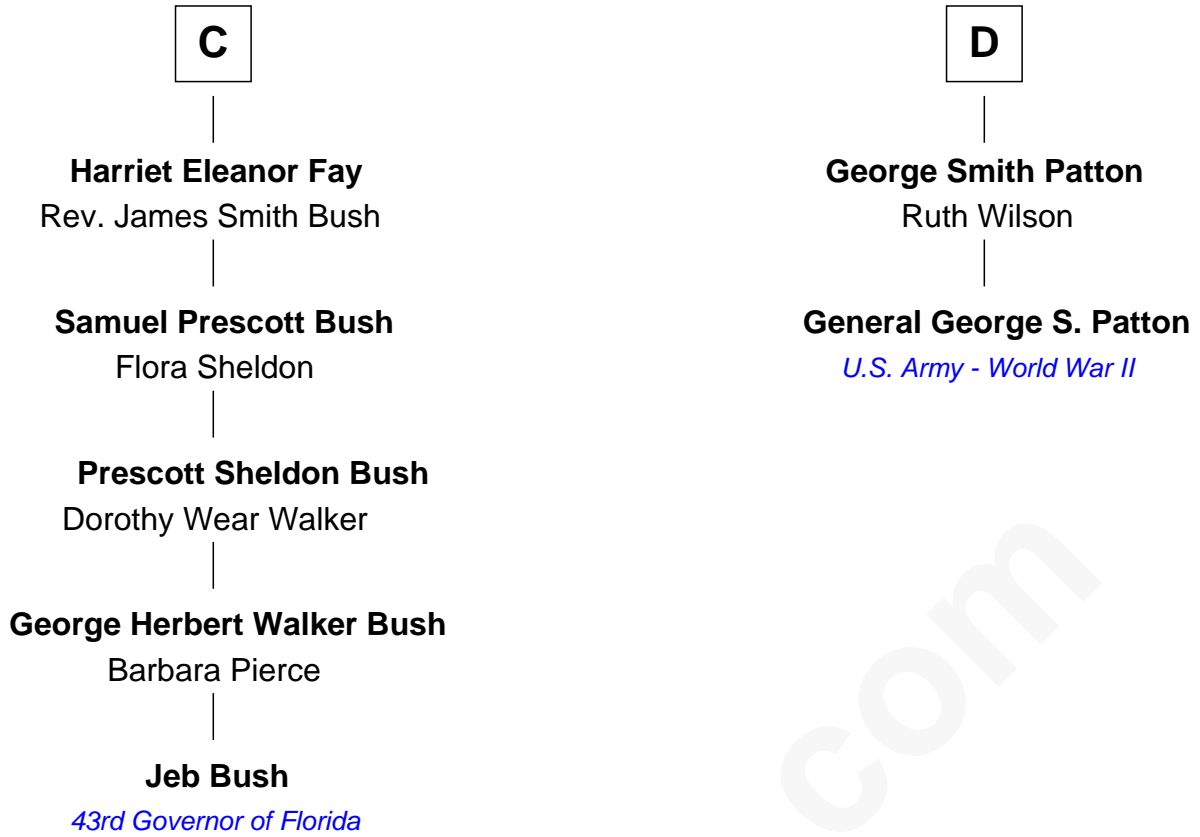 C
Harriet Eleanor Fay
Rev. James Smith Bush
Samuel Prescott Bush
Flora Sheldon
Prescott Sheldon Bush
Dorothy Wear Walker
George Herbert Walker Bush
Barbara Pierce
Jeb Bush
43rd Governor of Florida
D
George Smith Patton
Ruth Wilson
General George S. Patton
U.S. Army - World War II
com